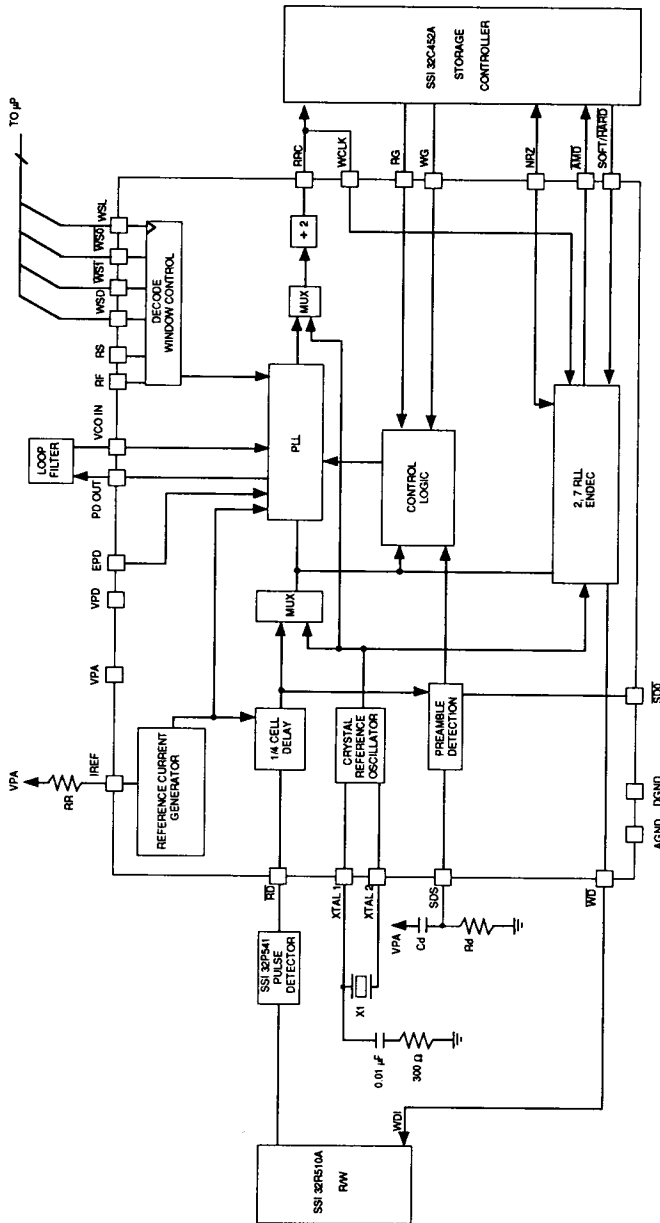 TO µP
SSI 32C452A
STORAGE
CONTROLLER
RRC
WCLK
RG
WG
NRZ
AMD
SOFT/HARD
WSL
WS0
WS1
WSD
RS
RF
VCO IN
PD OUT
EPD
VPD
VPA
IREF
VPA
RR
DECODE
WINDOW CONTROL
LOOP
FILTER
÷ 2
MUX
PLL
CONTROL
LOGIC
2, 7 RLL
ENDEC
MUX
REFERENCE CURRENT
GENERATOR
1/4 CELL
DELAY
CRYSTAL
REFERENCE
OSCILLATOR
PREAMBLE
DETECTION
SDO
DGND
AGND
RD
XTAL 1
XTAL 2
SDS
WD
SSI 32P541
PULSE
DETECTOR
VPA
Cd
Rd
X1
0.01 µF
300 Ω
WDI
SSI 32R510A
R/W